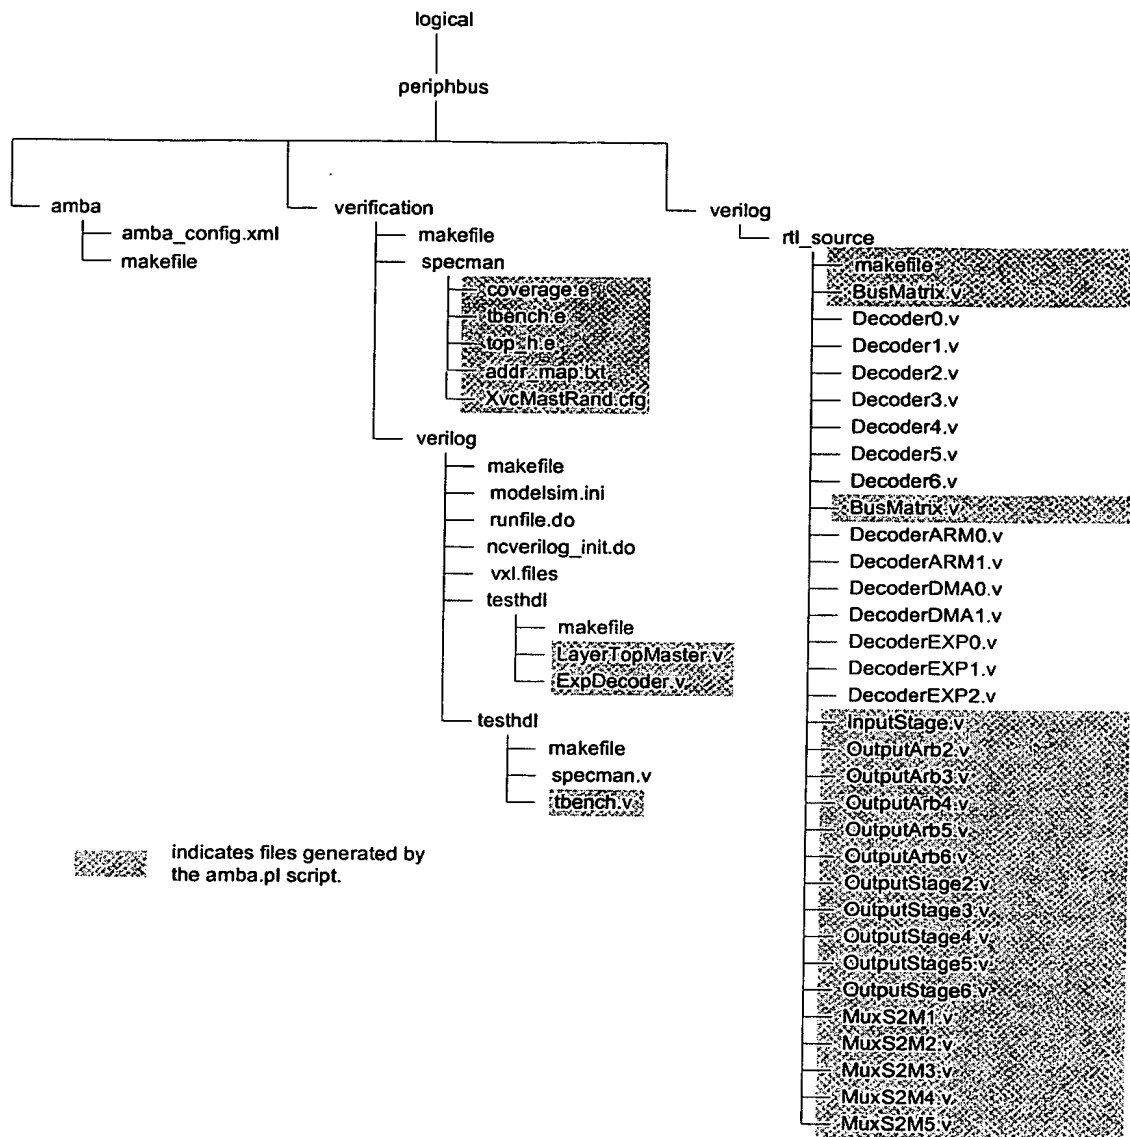 logical
periphbus
amba
amba_config.xml
makefile
verification
makefile
specman
coverage.e
tbench.e
top_h.e
addr_map.txt
XvcMastRand.cfg
verilog
makefile
modelsim.ini
runfile.do
ncverilog_init.do
vxl.files
testhdl
makefile
LayerTopMaster.v
ExpDecoder.v
testhdl
makefile
specman.v
tbench.v
verilog
rtl_source
makefile
BusMatrix.v
Decoder0.v
Decoder1.v
Decoder2.v
Decoder3.v
Decoder4.v
Decoder5.v
Decoder6.v
BusMatrix.v
DecoderARM0.v
DecoderARM1.v
DecoderDMA0.v
DecoderDMA1.v
DecoderEXP0.v
DecoderEXP1.v
DecoderEXP2.v
InputStage.v
OutputArb2.v
OutputArb3.v
OutputArb4.v
OutputArb5.v
OutputArb6.v
OutputStage2.v
OutputStage3.v
OutputStage4.v
OutputStage5.v
OutputStage6.v
MuxS2M1.v
MuxS2M2.v
MuxS2M3.v
MuxS2M4.v
MuxS2M5.v
indicates files generated by
the amba.pl script.